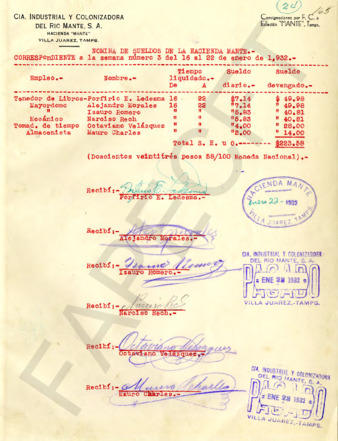 CIA. INDUSTRIAL Y COLONIZADORA
DEL RIO MANTE, S. A.
HACIENDA "MANTE"
VILLA JUAREZ, TAMPS.
Consignaciones por F. C. a
Estación "MANTE", Tamps.
NOMINA DE SUELDOS DE LA HACIENDA MANTE.-
CORRESPONDIENTE a la semana número 3 del 16 al 22 de enero de 1,932.-
Empleo.- Nombre.- Tiempo liquidado.- De A Sueldo diario.- Sueldo devengado.-
Tenedor de Libros-Porfirio E. Ledesma 16 22 $7.14 $ 49.98
Mayordomo Alejandro Morales 16 22 $7.14 $ 49.98
" Isauro Romero " " $5.83 $ 40.81
Mecánico Narciso Rech " " $5.83 $ 40.81
Tomad. de tiempo Octaviano Velázquez " " $4.00 $ 28.00
Almacenista Mauro Charles " " $2.00 $ 14.00
Total S. E. u O.-- $223.58
(Doscientos veintitrés pesos 58/100 Moneda Nacional).-
Recibí:-
Porfirio E. Ledesma.-
HACIENDA MANTE
Enero 22-1932
VILLA JUAREZ, TAMPS.
Recibí:-
Alejandro Morales.-
Recibí:-
Isauro Romero.-
CIA. INDUSTRIAL Y COLONIZADORA
DEL RIO MANTE, S. A.
PAGADO
ENE 23 1932
VILLA JUAREZ,-TAMPS.
Recibí:-
Narciso Rech.-
Recibí:-
Octaviano Velázquez.-
Recibí:-
Mauro Charles.-
CIA. INDUSTRIAL Y COLONIZADORA
DEL RIO MANTE, S. A.
PAGADO
ENE 23 1932
VILLA JUAREZ,-TAMPS.